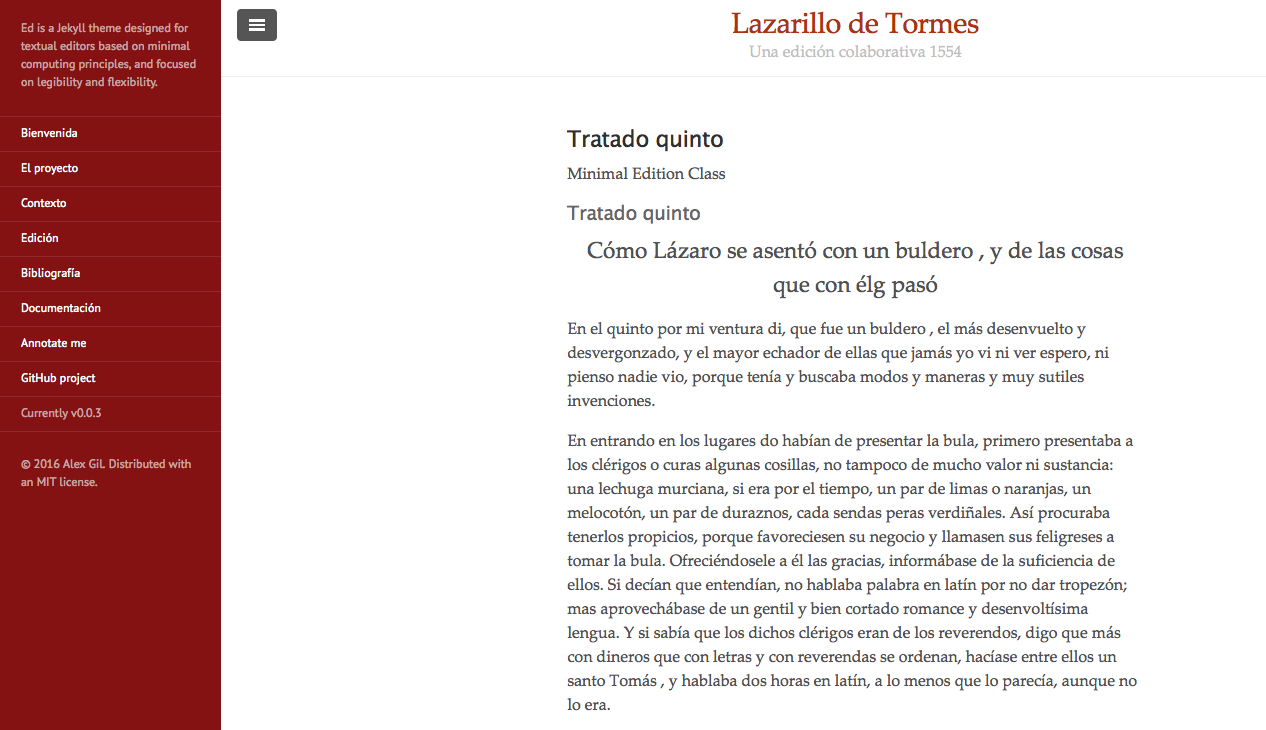 Ed is a Jekyll theme designed for
textual editors based on minimal
computing principles, and focused
on legibility and flexibility.
Bienvenida
El proyecto
Contexto
Edición
Bibliografía
Documentación
Annotate me
GitHub project
Currently v0.0.3
© 2016 Alex Gil. Distributed with
an MIT license.
Lazarillo de Tormes
Una edición colaborativa 1554
Tratado quinto
Minimal Edition Class
Tratado quinto
Cómo Lázaro se asentó con un buldero , y de las cosas
que con élg pasó
En el quinto por mi ventura di, que fue un buldero , el más desenvuelto y
desvergonzado, y el mayor echador de ellas que jamás yo vi ni ver espero, ni
pienso nadie vio, porque tenía y buscaba modos y maneras y muy sutiles
invenciones.
En entrando en los lugares do habían de presentar la bula, primero presentaba a
los clérigos o curas algunas cosillas, no tampoco de mucho valor ni sustancia:
una lechuga murciana, si era por el tiempo, un par de limas o naranjas, un
melocotón, un par de duraznos, cada sendas peras verdiñales. Así procuraba
tenerlos propicios, porque favoreciesen su negocio y llamasen sus feligreses a
tomar la bula. Ofreciéndosele a él las gracias, informábase de la suficiencia de
ellos. Si decían que entendían, no hablaba palabra en latín por no dar tropezón;
mas aprovechábase de un gentil y bien cortado romance y desenvoltísima
lengua. Y si sabía que los dichos clérigos eran de los reverendos, digo que más
con dineros que con letras y con reverendas se ordenan, hacíase entre ellos un
santo Tomás , y hablaba dos horas en latín, a lo menos que lo parecía, aunque no
lo era.